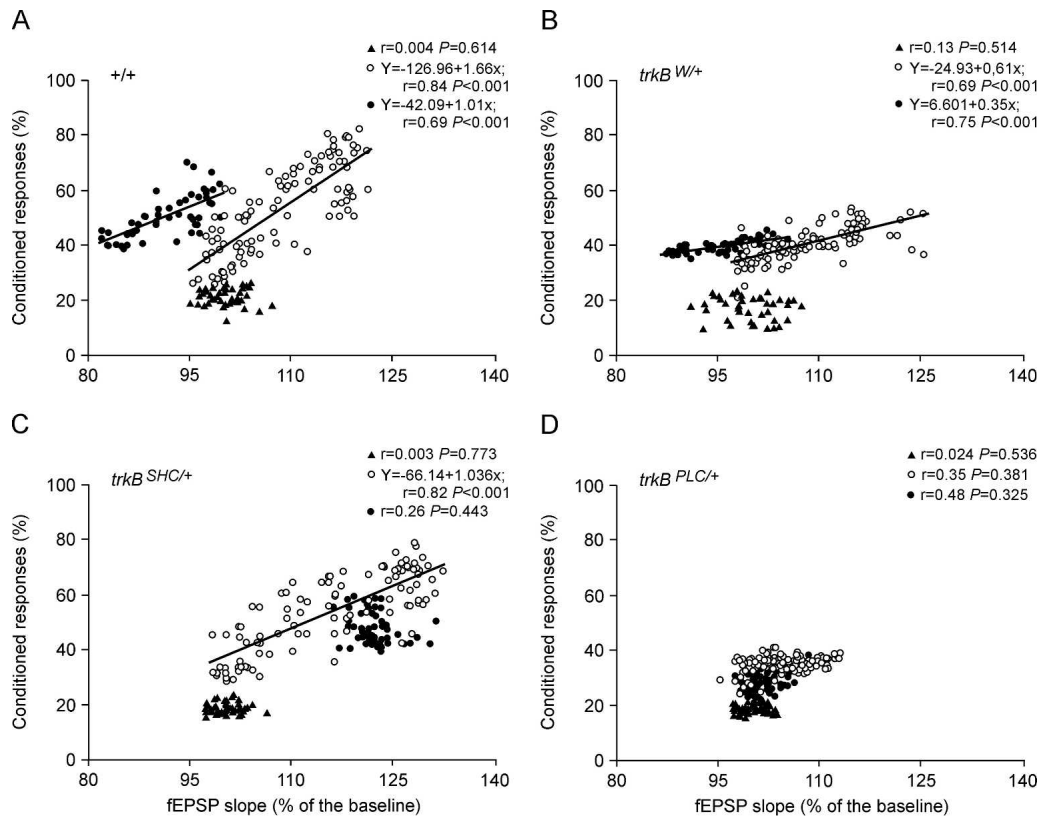 A
+/+
▲ r=0.004 P=0.614
○ Y=-126.96+1.66x;
r=0.84 P<0.001
● Y=-42.09+1.01x;
r=0.69 P<0.001
Conditioned responses (%)
100
80
60
40
20
0
80 95 110 125 140
B
trkB W/+
▲ r=0.13 P=0.514
○ Y=-24.93+0,61x;
r=0.69 P<0.001
● Y=6.601+0.35x;
r=0.75 P<0.001
Conditioned responses (%)
100
80
60
40
20
0
80 95 110 125 140
C
trkB SHC/+
▲ r=0.003 P=0.773
○ Y=-66.14+1.036x;
r=0.82 P<0.001
● r=0.26 P=0.443
Conditioned responses (%)
100
80
60
40
20
0
80 95 110 125 140
fEPSP slope (% of the baseline)
D
trkB PLC/+
▲ r=0.024 P=0.536
○ r=0.35 P=0.381
● r=0.48 P=0.325
Conditioned responses (%)
100
80
60
40
20
0
80 95 110 125 140
fEPSP slope (% of the baseline)